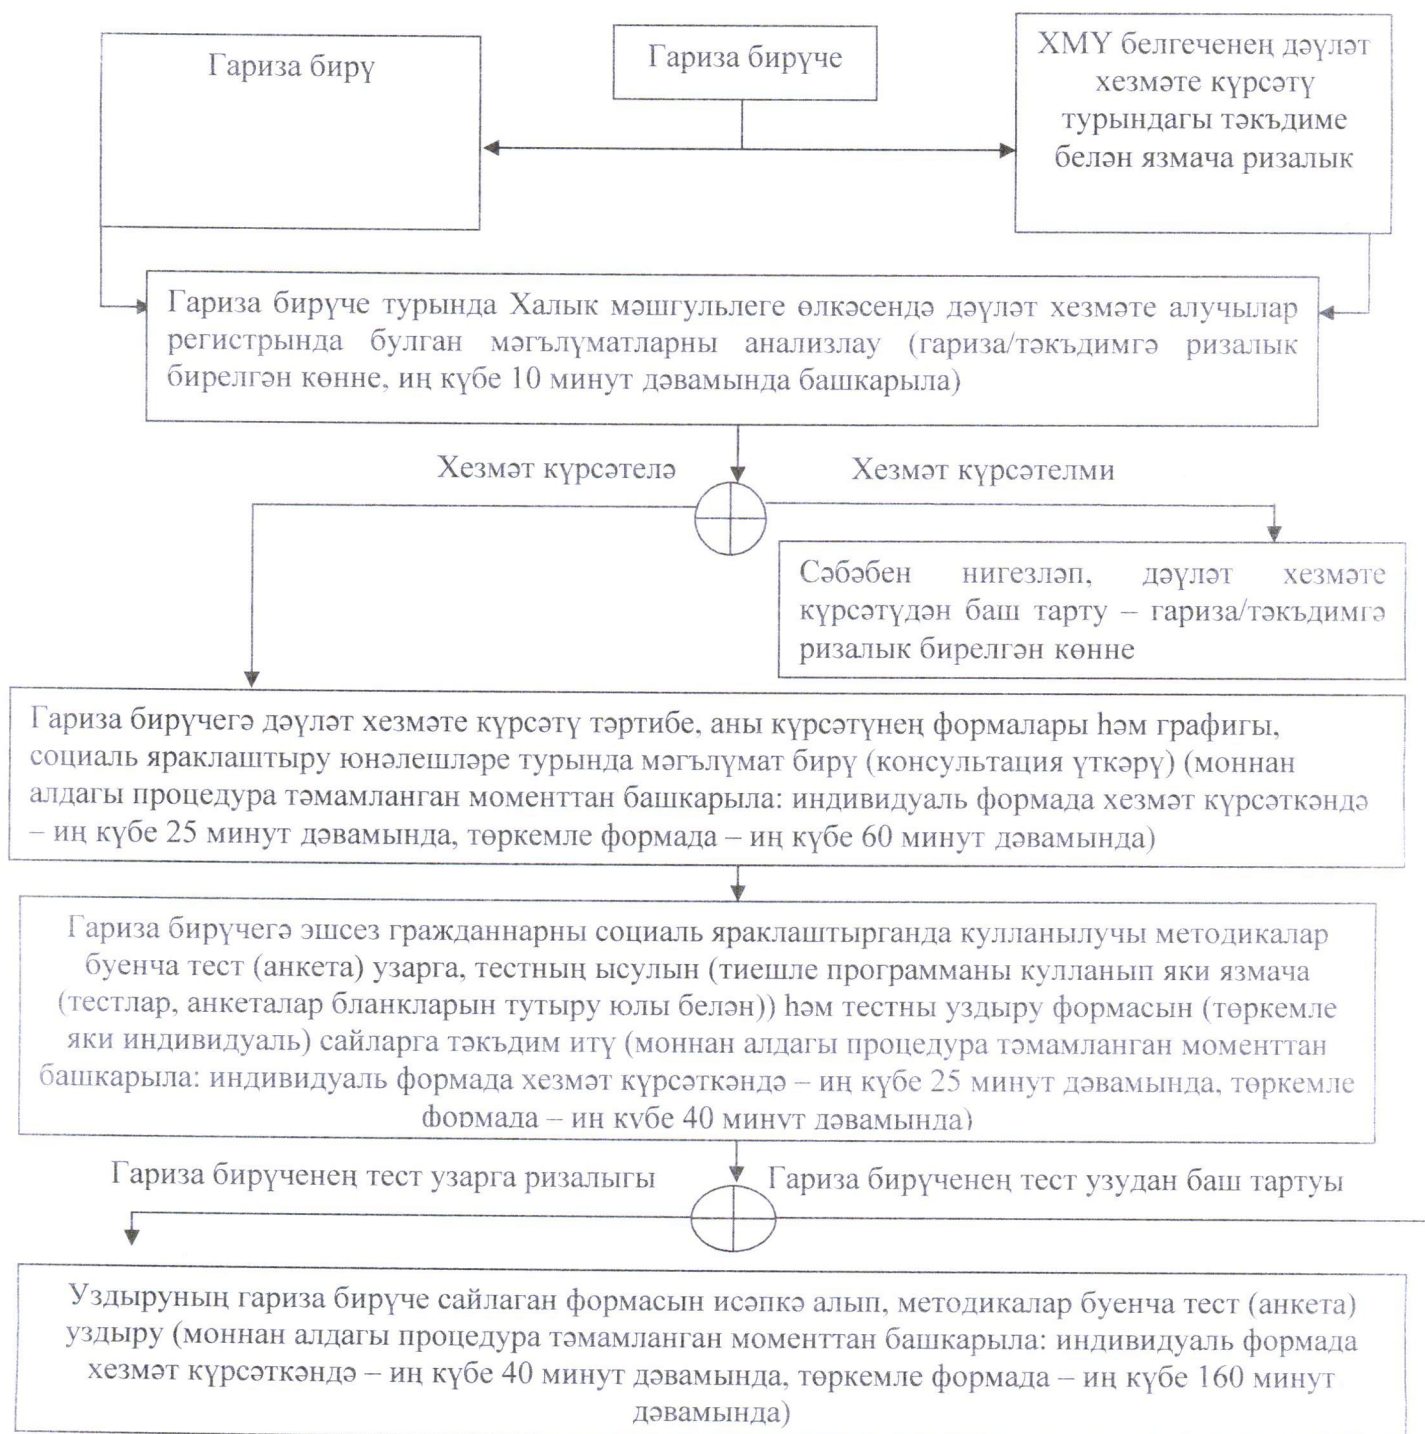 Гариза бирү
Гариза бирүче
ХМҮ белгеченең дәүләт
хезмәте күрсәтү
турындагы тәкъдиме
белән язмача ризалык
Гариза бирүче турында Халык мәшгульлеге өлкәсендә дәүләт хезмәте алучылар
регистрында булган мәгълүматларны анализлау (гариза/тәкъдимгә ризалык
бирелгән көнне, иң күбе 10 минут дәвамында башкарыла)
Хезмәт күрсәтелә
Хезмәт күрсәтелми
Сәбәбен нигезләп, дәүләт хезмәте
күрсәтүдән баш тарту – гариза/тәкъдимгә
ризалык бирелгән көнне
Гариза бирүчегә дәүләт хезмәте күрсәтү тәртибе, аны күрсәтүнең формалары һәм графигы,
социаль яраклаштыру юнәлешләре турында мәгълүмат бирү (консультация үткәрү) (моннан
алдагы процедура тәмамланган моменттан башкарыла: индивидуаль формада хезмәт күрсәткәндә
– иң күбе 25 минут дәвамында, төркемле формада – иң күбе 60 минут дәвамында)
Гариза бирүчегә эшсез гражданнарны социаль яраклаштырганда кулланылучы методикалар
буенча тест (анкета) узарга, тестның ысулын (тиешле программаны кулланып яки язмача
(тестлар, анкеталар бланкларын тутыру юлы белән)) һәм тестны уздыру формасын (төркемле
яки индивидуаль) сайларга тәкъдим итү (моннан алдагы процедура тәмамланган моменттан
башкарыла: индивидуаль формада хезмәт күрсәткәндә – иң күбе 25 минут дәвамында, төркемле
формада – иң күбе 40 минут дәвамында)
Гариза бирүченең тест узарга ризалыгы
Гариза бирүченең тест узудан баш тартуы
Уздыруның гариза бирүче сайлаган формасын исәпкә алып, методикалар буенча тест (анкета)
уздыру (моннан алдагы процедура тәмамланган моменттан башкарыла: индивидуаль формада
хезмәт күрсәткәндә – иң күбе 40 минут дәвамында, төркемле формада – иң күбе 160 минут
дәвамында)